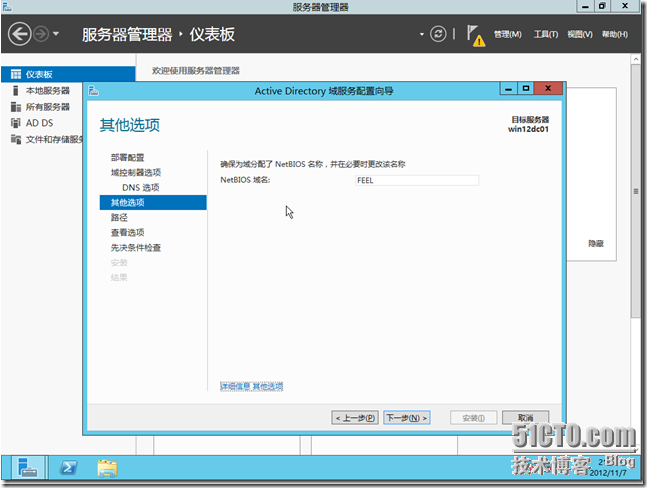 服务器管理器
服务器管理器 · 仪表板
管理(M) 工具(T) 视图(V) 帮助(H)
仪表板
本地服务器
所有服务器
AD DS
文件和存储服务
欢迎使用服务器管理器
隐藏
Active Directory 域服务配置向导
其他选项
目标服务器
win12dc01
部署配置
域控制器选项
DNS 选项
其他选项
路径
查看选项
先决条件检查
安装
结果
确保为域分配了 NetBIOS 名称，并在必要时更改该名称
NetBIOS 域名:
FEEL
详细信息 其他选项
< 上一步(P)
下一步(N) >
安装(I)
取消
51CTO.com
技术博客 Blog
2012/11/7